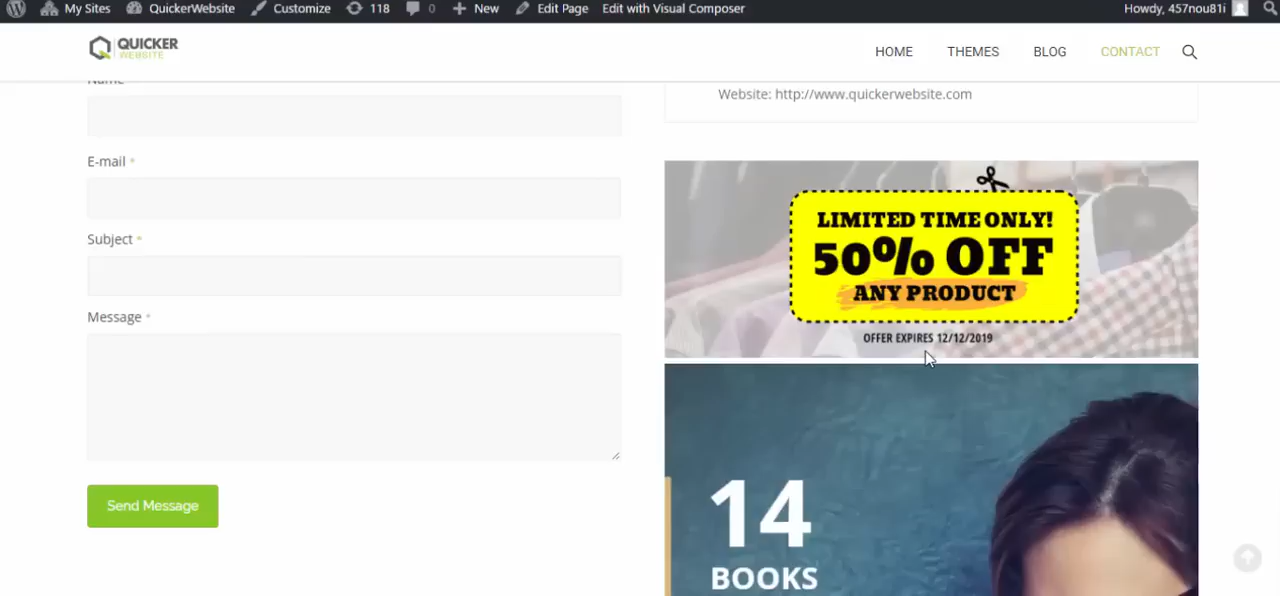 My Sites QuickerWebsite Customize 118 0 New Edit Page Edit with Visual Composer Howdy, 457nou81i
QUICKER
WEBSITE
HOME THEMES BLOG CONTACT
Name
Website: http://www.quickerwebsite.com
E-mail *
Subject *
Message *
Send Message
LIMITED TIME ONLY!
50% OFF
ANY PRODUCT
OFFER EXPIRES 12/12/2019
14
BOOKS